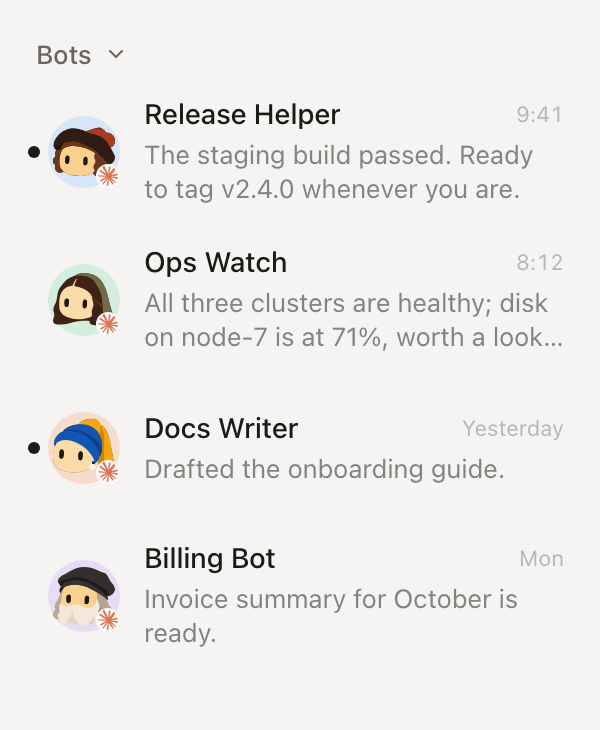 Bots
Release Helper
9:41
The staging build passed. Ready
to tag v2.4.0 whenever you are.
Ops Watch
8:12
All three clusters are healthy; disk
on node-7 is at 71%, worth a look...
Docs Writer
Yesterday
Drafted the onboarding guide.
Billing Bot
Mon
Invoice summary for October is
ready.